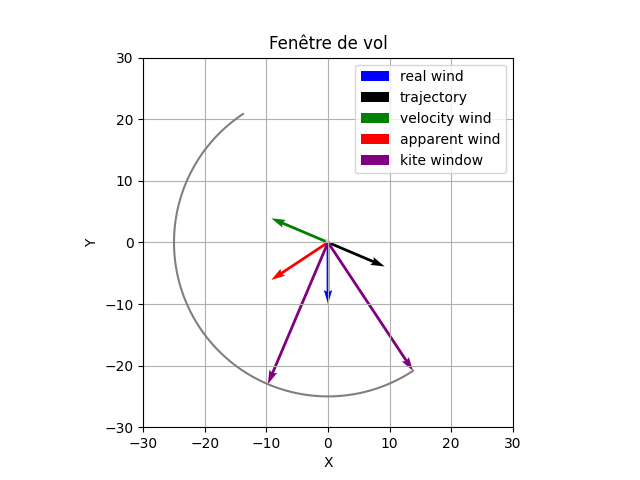 Fenêtre de vol
30
20
10
0
−10
−20
−30
Y
real wind
trajectory
velocity wind
apparent wind
kite window
−30 −20 −10 0 10 20 30
X